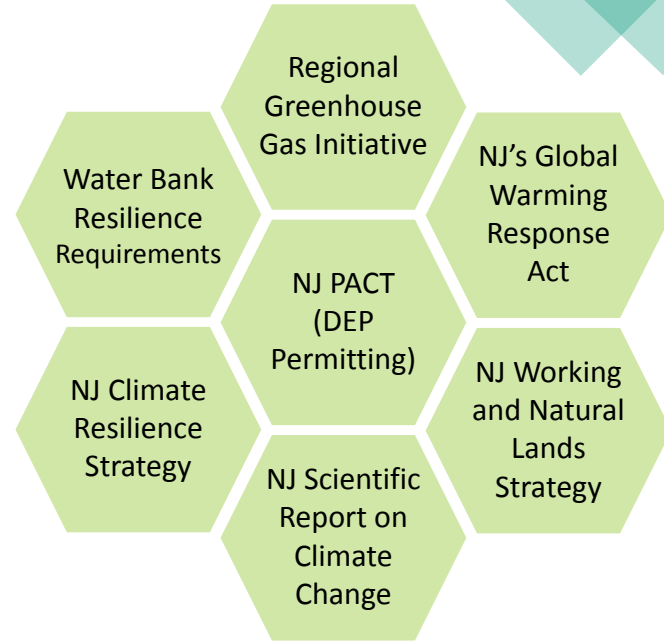 Regional
Greenhouse
Gas Initiative
Water Bank
Resilience
Requirements
NJ’s Global
Warming
Response
Act
NJ PACT
(DEP
Permitting)
NJ Climate
Resilience
Strategy
NJ Working
and Natural
Lands
Strategy
NJ Scientific
Report on
Climate
Change